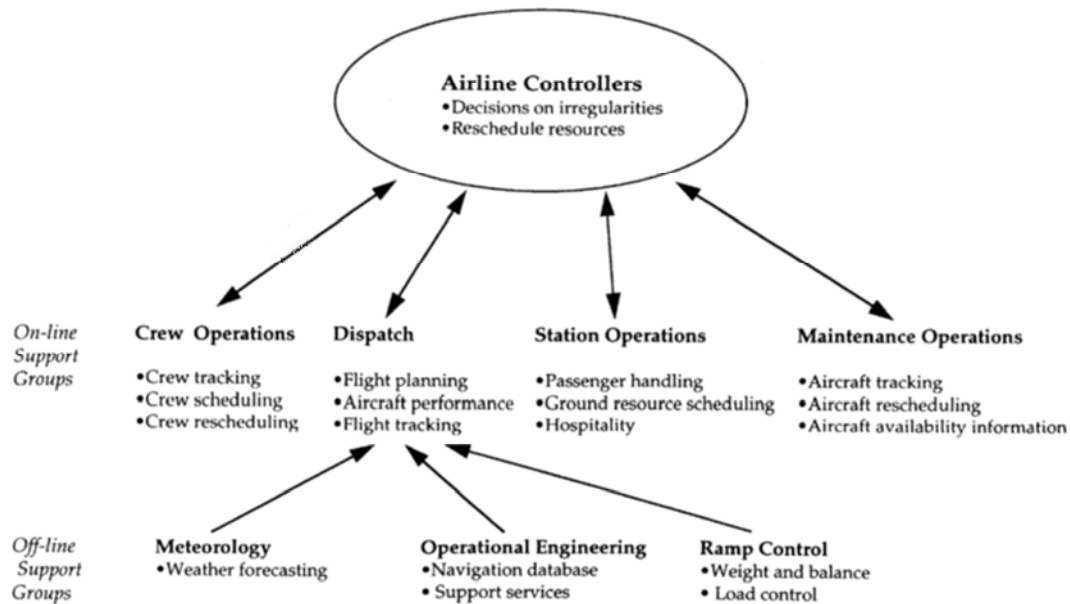 Airline Controllers
•Decisions on irregularities
•Reschedule resources
On-line
Support
Groups
Crew Operations
•Crew tracking
•Crew scheduling
•Crew rescheduling
Dispatch
•Flight planning
•Aircraft performance
•Flight tracking
Station Operations
•Passenger handling
•Ground resource scheduling
•Hospitality
Maintenance Operations
•Aircraft tracking
•Aircraft rescheduling
•Aircraft availability information
Off-line
Support
Groups
Meteorology
•Weather forecasting
Operational Engineering
•Navigation database
• Support services
Ramp Control
•Weight and balance
• Load control